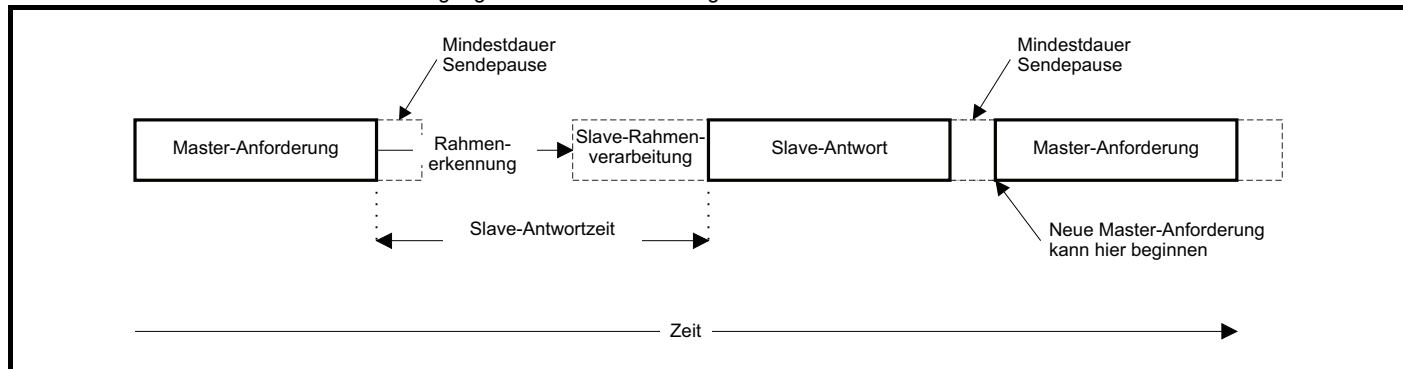 Mindestdauer
Sendepause
Mindestdauer
Sendepause
Master-Anforderung
Rahmen-
erkennung
Slave-Rahmen-
verarbeitung
Slave-Antwort
Master-Anforderung
Slave-Antwortzeit
Neue Master-Anforderung
kann hier beginnen
Zeit